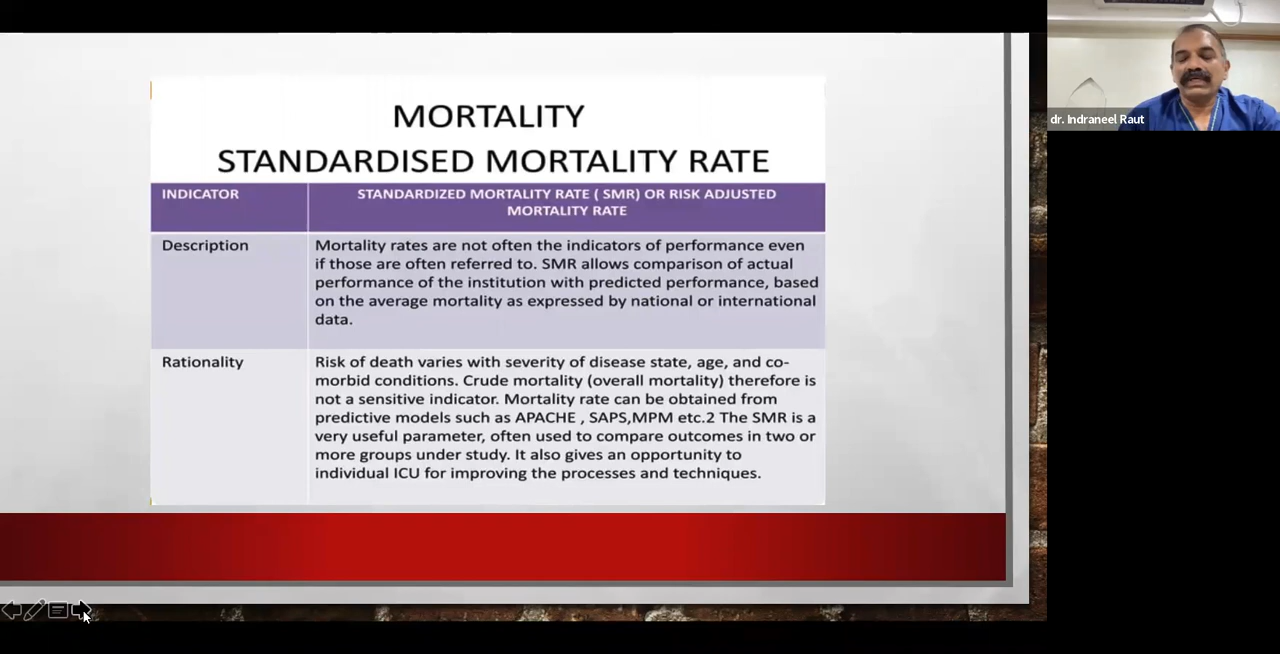 MORTALITY
STANDARDISED MORTALITY RATE
INDICATOR
STANDARDIZED MORTALITY RATE ( SMR) OR RISK ADJUSTED
MORTALITY RATE
Description
Mortality rates are not often the indicators of performance even
if those are often referred to. SMR allows comparison of actual
performance of the institution with predicted performance, based
on the average mortality as expressed by national or international
data.
Rationality
Risk of death varies with severity of disease state, age, and co-
morbid conditions. Crude mortality (overall mortality) therefore is
not a sensitive indicator. Mortality rate can be obtained from
predictive models such as APACHE , SAPS,MPM etc.2 The SMR is a
very useful parameter, often used to compare outcomes in two or
more groups under study. It also gives an opportunity to
individual ICU for improving the processes and techniques.
dr. Indraneel Raut